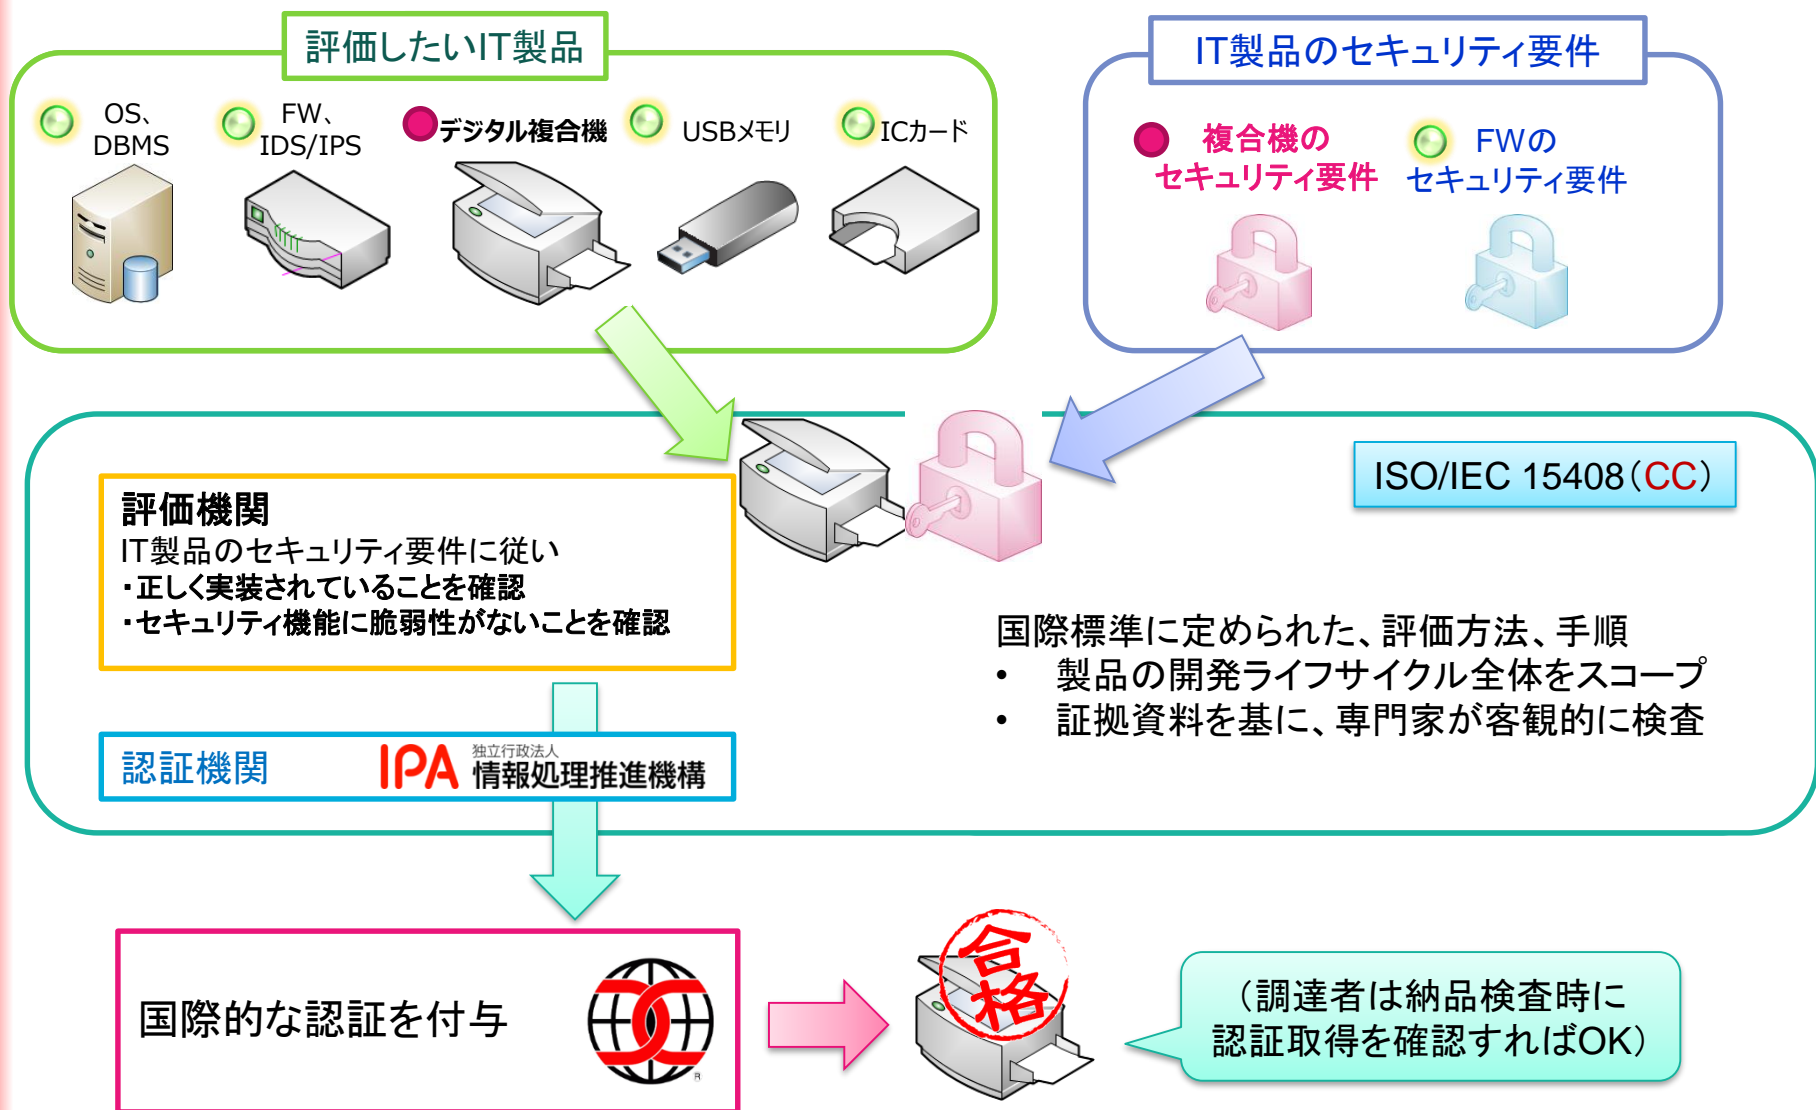 評価したいIT製品
IT製品のセキュリティ要件
OS、
DBMS
FW、
IDS/IPS
デジタル複合機
USBメモリ
ICカード
複合機の
セキュリティ要件
FWの
セキュリティ要件
ISO/IEC 15408（CC）
評価機関
IT製品のセキュリティ要件に従い
・正しく実装されていることを確認
・セキュリティ機能に脆弱性がないことを確認
国際標準に定められた、評価方法、手順
• 製品の開発ライフサイクル全体をスコープ
• 証拠資料を基に、専門家が客観的に検査
認証機関
IPA
独立行政法人
情報処理推進機構
国際的な認証を付与
®
合格
（調達者は納品検査時に
認証取得を確認すればOK）